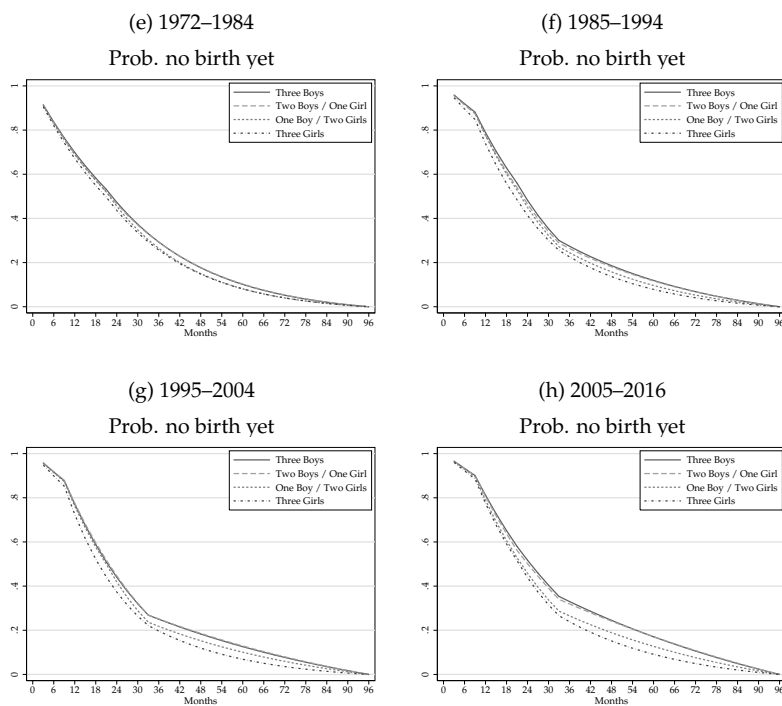 (e) 1972–1984
Prob. no birth yet
1
.8
.6
.4
.2
0
Three Boys
Two Boys / One Girl
One Boy / Two Girls
Three Girls
0 6 12 18 24 30 36 42 48 54 60 66 72 78 84 90 96
Months
(f) 1985–1994
Prob. no birth yet
1
.8
.6
.4
.2
0
Three Boys
Two Boys / One Girl
One Boy / Two Girls
Three Girls
0 6 12 18 24 30 36 42 48 54 60 66 72 78 84 90 96
Months
(g) 1995–2004
Prob. no birth yet
1
.8
.6
.4
.2
0
Three Boys
Two Boys / One Girl
One Boy / Two Girls
Three Girls
0 6 12 18 24 30 36 42 48 54 60 66 72 78 84 90 96
Months
(h) 2005–2016
Prob. no birth yet
1
.8
.6
.4
.2
0
Three Boys
Two Boys / One Girl
One Boy / Two Girls
Three Girls
0 6 12 18 24 30 36 42 48 54 60 66 72 78 84 90 96
Months